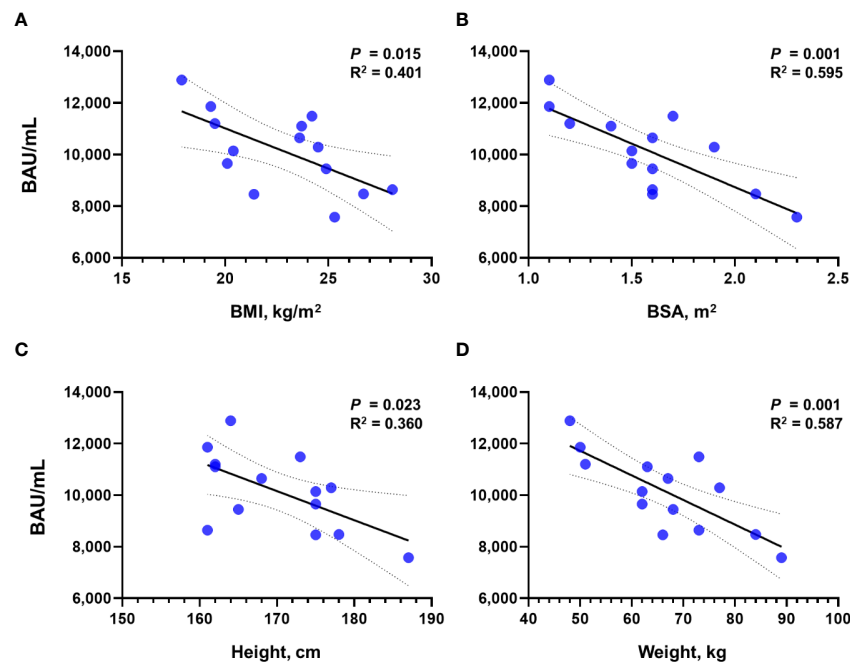 A
B
P = 0.015
R² = 0.401
P = 0.001
R² = 0.595
14,000
12,000
10,000
8,000
6,000
BAU/mL
15
20
25
30
BMI, kg/m²
14,000
12,000
10,000
8,000
6,000
1.0
1.5
2.0
2.5
BSA, m²
C
D
P = 0.023
R² = 0.360
P = 0.001
R² = 0.587
14,000
12,000
10,000
8,000
6,000
BAU/mL
150
160
170
180
190
Height, cm
14,000
12,000
10,000
8,000
6,000
40
50
60
70
80
90
100
Weight, kg